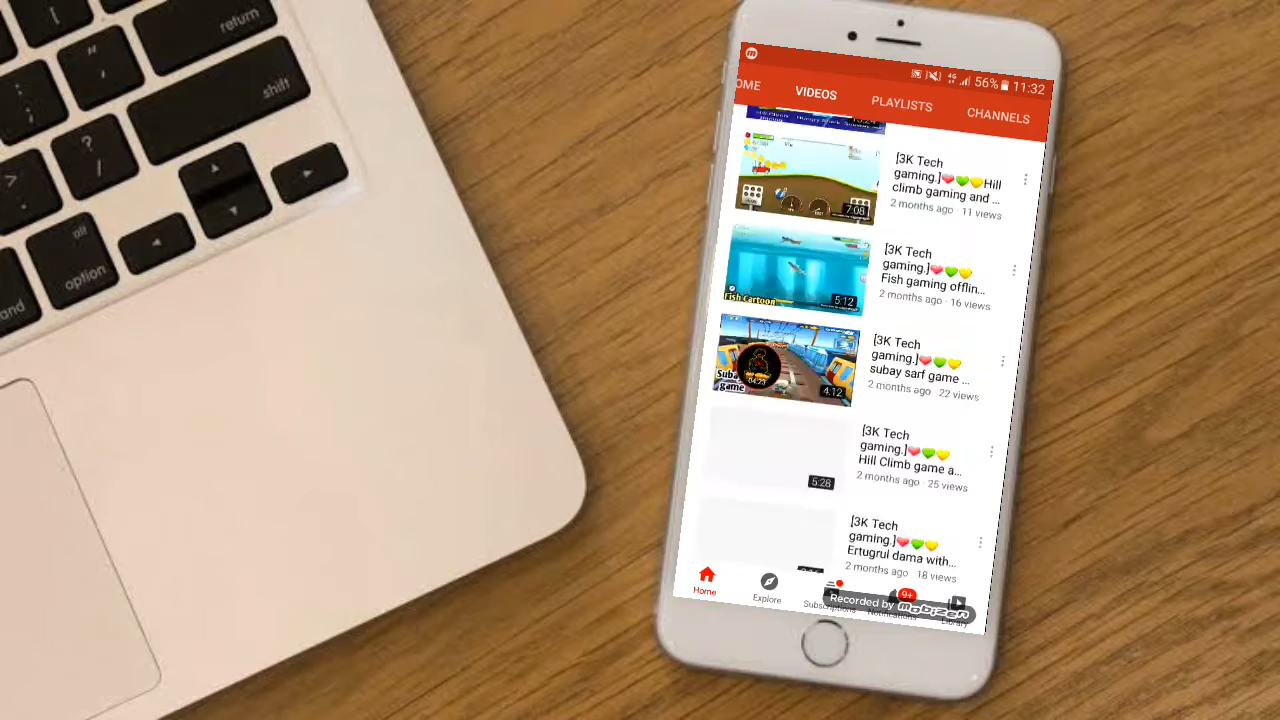 return
shift
option
alt
56% 11:32
OME VIDEOS PLAYLISTS CHANNELS
7:08
[3K Tech
gaming.]❤️💚💛Hill
climb gaming and ...
2 months ago · 11 views
Fish Cartoon
5:12
[3K Tech
gaming.]❤️💚💛
Fish gaming offlin...
2 months ago · 16 views
game
04:23
4:12
[3K Tech
gaming.]❤️💚💛
subay sarf game ...
2 months ago · 22 views
5:28
[3K Tech
gaming.]❤️💚💛
Hill Climb game a...
2 months ago · 25 views
[3K Tech
gaming.]❤️💚💛
Ertugrul dama with...
2 months ago · 18 views
9+
Home Explore
Recorded by mobizen